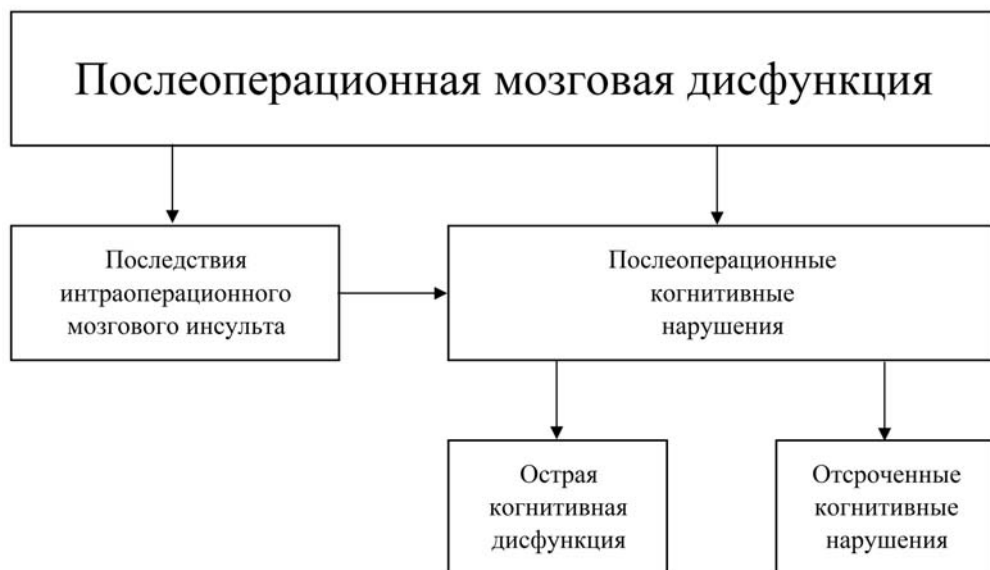 Послеоперационная мозговая дисфункция
Последствия
интраоперационного
мозгового инсульта
Послеоперационные
когнитивные
нарушения
Острая
когнитивная
дисфункция
Отсроченные
когнитивные
нарушения